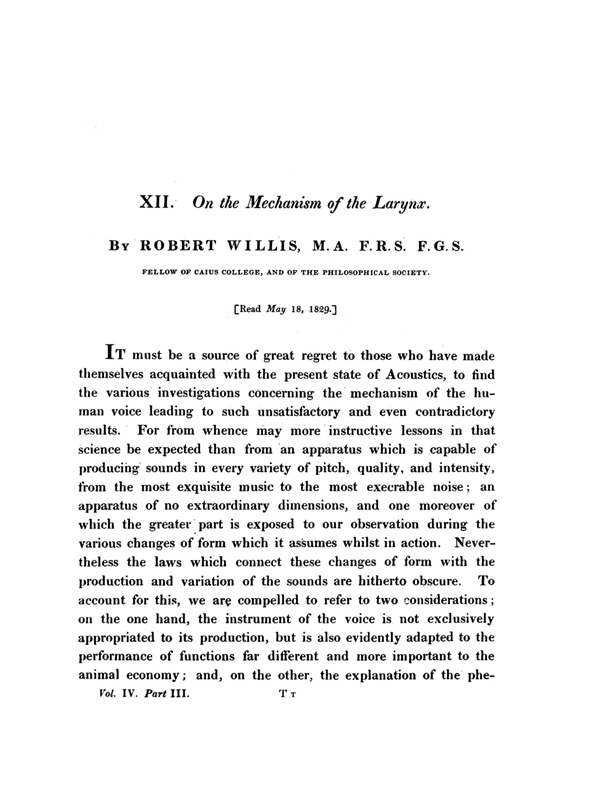 XII. On the Mechanism of the Larynx.
By ROBERT WILLIS, M.A. F.R.S. F.G.S.
FELLOW OF CAIUS COLLEGE, AND OF THE PHILOSOPHICAL SOCIETY.
[Read May 18, 1829.]
IT must be a source of great regret to those who have made
themselves acquainted with the present state of Acoustics, to find
the various investigations concerning the mechanism of the hu-
man voice leading to such unsatisfactory and even contradictory
results. For from whence may more instructive lessons in that
science be expected than from an apparatus which is capable of
producing sounds in every variety of pitch, quality, and intensity,
from the most exquisite music to the most execrable noise; an
apparatus of no extraordinary dimensions, and one moreover of
which the greater part is exposed to our observation during the
various changes of form which it assumes whilst in action. Never-
theless the laws which connect these changes of form with the
production and variation of the sounds are hitherto obscure. To
account for this, we are compelled to refer to two considerations;
on the one hand, the instrument of the voice is not exclusively
appropriated to its production, but is also evidently adapted to the
performance of functions far different and more important to the
animal economy; and, on the other, the explanation of the phe-
Vol. IV. Part III. T T